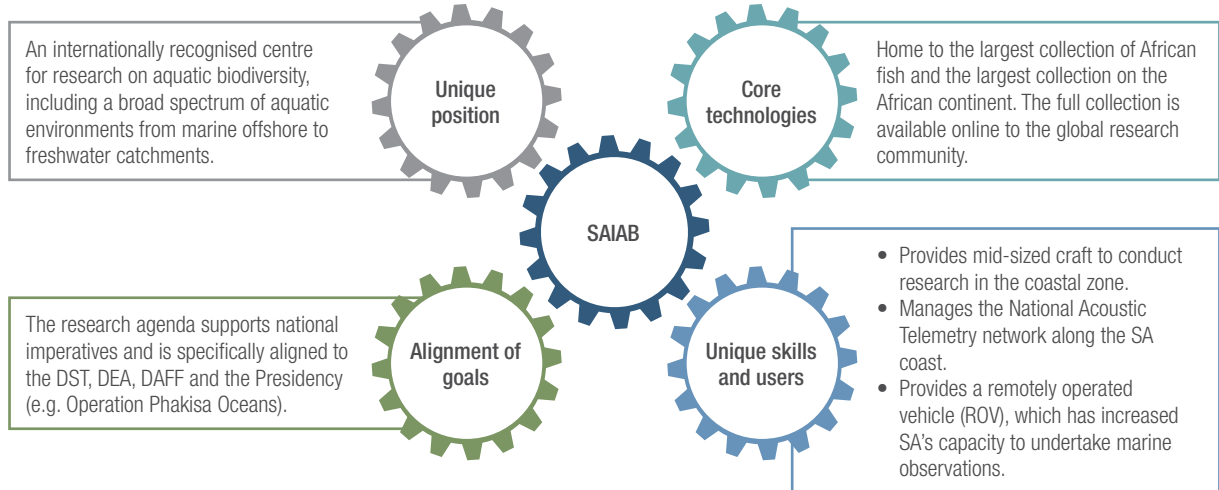 An internationally recognised centre
for research on aquatic biodiversity,
including a broad spectrum of aquatic
environments from marine offshore to
freshwater catchments.
Unique
position
Core
technologies
Home to the largest collection of African
fish and the largest collection on the
African continent. The full collection is
available online to the global research
community.
SAIAB
The research agenda supports national
imperatives and is specifically aligned to
the DST, DEA, DAFF and the Presidency
(e.g. Operation Phakisa Oceans).
Alignment of
goals
Unique skills
and users
• Provides mid-sized craft to conduct
research in the coastal zone.
• Manages the National Acoustic
Telemetry network along the SA
coast.
• Provides a remotely operated
vehicle (ROV), which has increased
SA's capacity to undertake marine
observations.